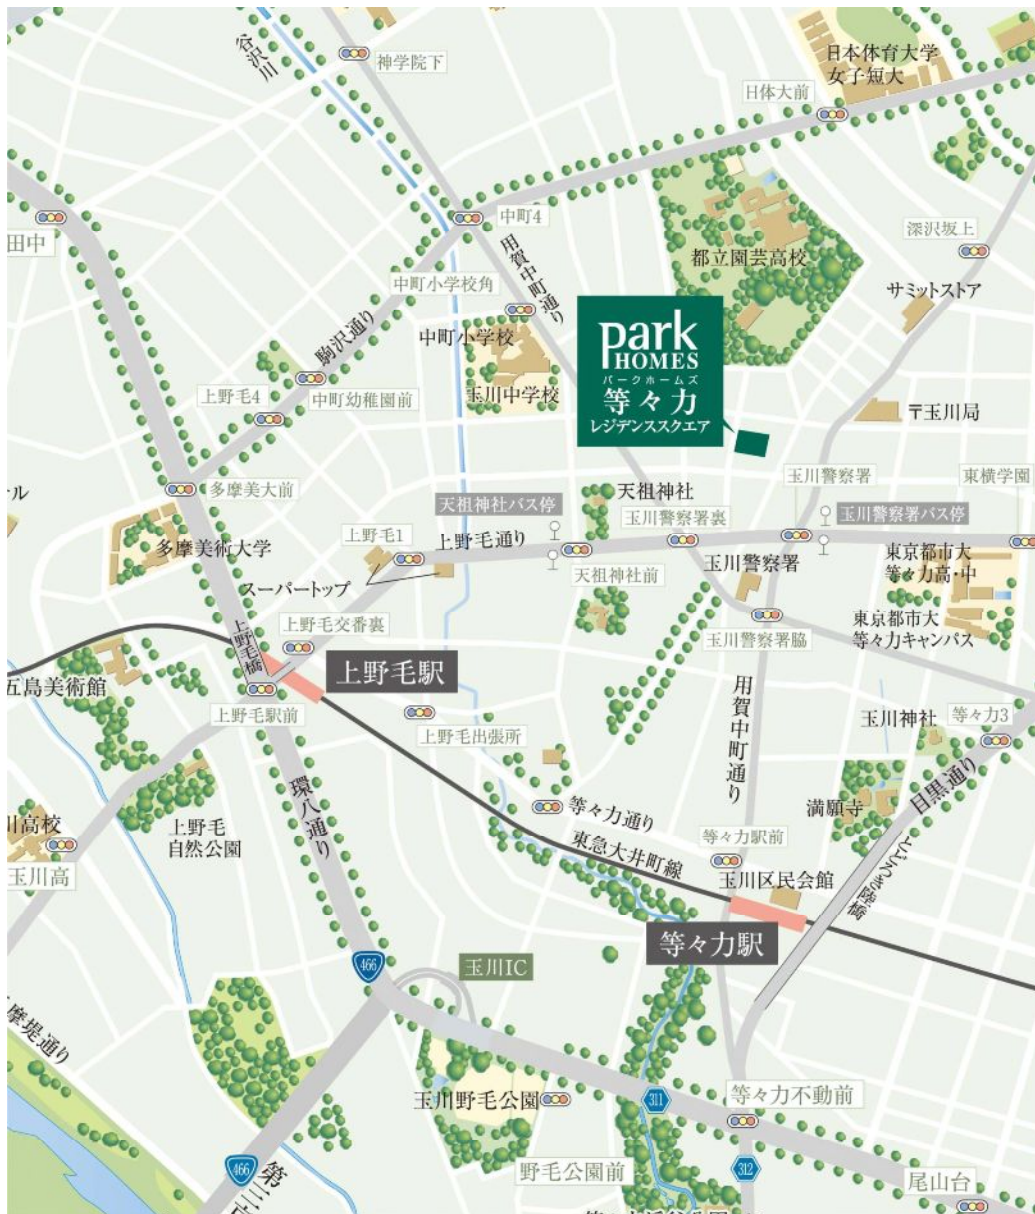 谷沢川
神学院下
日本体育大学
女子短大
日体大前
田中
中町4
用賀中町通り
都立園芸高校
深沢坂上
中町小学校角
サミットストア
駒沢通り
中町小学校
park
HOMES
パークホームズ
等々力
レジデンススクエア
上野毛4
中町幼稚園前
玉川中学校
〒玉川局
多摩美大前
天祖神社
玉川警察署
東横学園
天祖神社バス停
玉川警察署裏
玉川警察署バス停
多摩美術大学
上野毛1
上野毛通り
天祖神社前
玉川警察署
東京都市大
等々力高・中
スーパートップ
上野毛交番裏
玉川警察署脇
東京都市大
等々力キャンパス
上野毛橋
上野毛駅
五島美術館
上野毛駅前
上野毛出張所
用賀中町通り
玉川神社
等々力3
環八通り
等々力通り
満願寺
目黒通り
川高校
上野毛
自然公園
東急大井町線
等々力駅前
玉川高
玉川区民会館
とどろき陸橋
等々力駅
466
玉川IC
摩堤通り
玉川野毛公園
311
等々力不動前
466
野毛公園前
312
尾山台